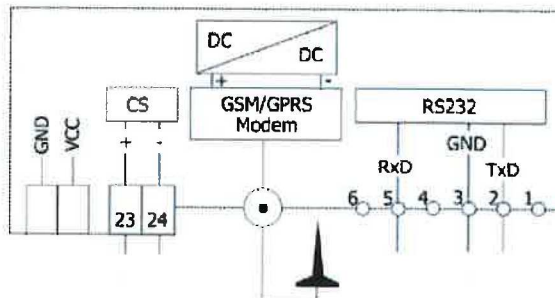 DC
DC
+ -
CS
GSM/GPRS
Modem
RS232
GND
VCC
+ -
GND
RxD
TxD
6 5 4 3 2 1
23 24